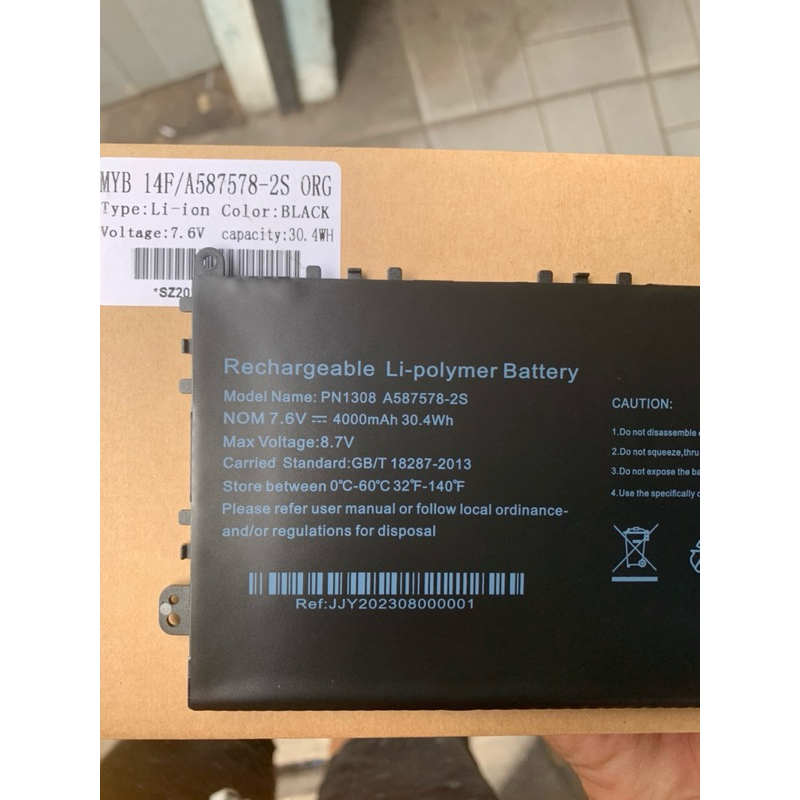 MYB 14F/A587578-2S ORG
Type:Li-ion Color:BLACK
Voltage:7.6V capacity:30.4WH
Rechargeable Li-polymer Battery
Model Name: PN1308 A587578-2S
NOM 7.6V ⎓ 4000mAh 30.4Wh
Max Voltage:8.7V
Carried Standard:GB/T 18287-2013
Store between 0℃-60℃ 32℉-140℉
Please refer user manual or follow local ordinance-
and/or regulations for disposal
Ref:JJY202308000001
CAUTION:
1.Do not disassemble
2.Do not squeeze,thru
3.Do not expose the
4.Use the specifically